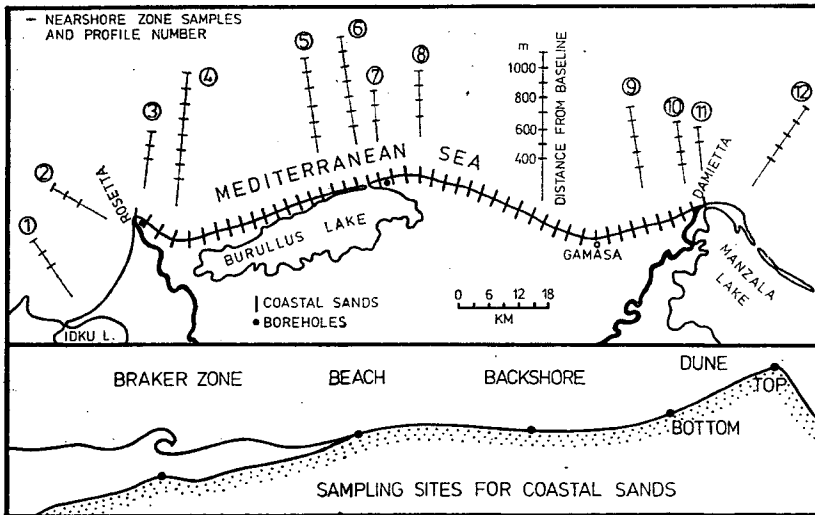 – NEARSHORE ZONE SAMPLES
AND PROFILE NUMBER
1
2
3
4
5
6
7
8
9
10
11
12
m
1000
800
600
400
DISTANCE FROM BASELINE
ROSETTA
MEDITERRANEAN SEA
DAMIETTA
BURULLUS LAKE
GAMASA
MANZALA
LAKE
IDKU L.
| COASTAL SANDS
• BOREHOLES
0 6 12 18
KM
BRAKER ZONE
BEACH
BACKSHORE
DUNE
TOP
BOTTOM
SAMPLING SITES FOR COASTAL SANDS